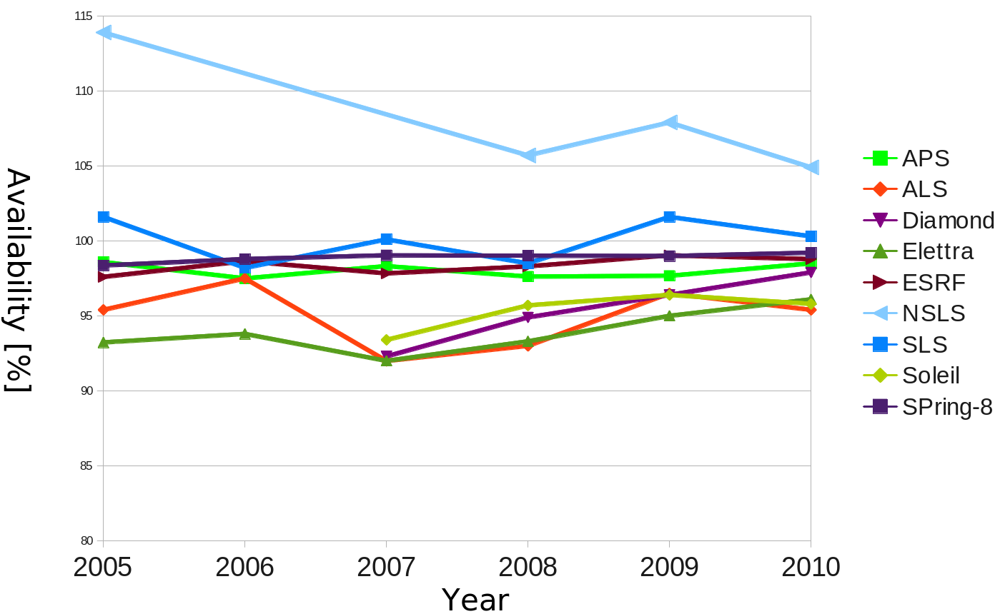 115
110
105
100
95
90
85
80
Availability [%]
2005 2006 2007 2008 2009 2010
Year
APS
ALS
Diamond
Elettra
ESRF
NSLS
SLS
Soleil
SPring-8